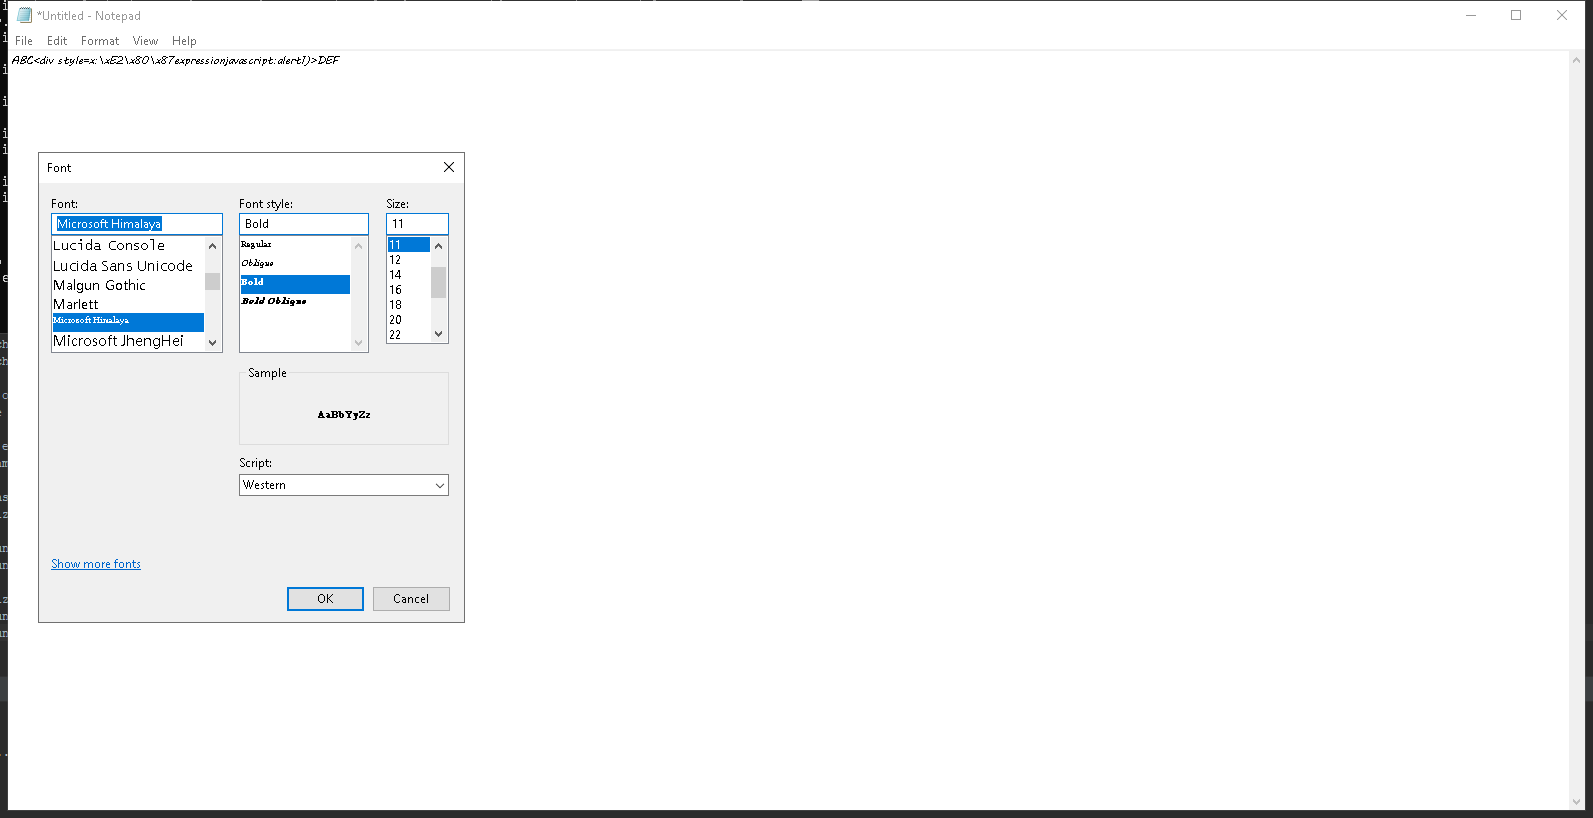 *Untitled - Notepad
File Edit Format View Help
ABC<div style=x:\xE2\x80\x87expressionjavascript:alert1)>DEF
Font
Font: Font style: Size:
Microsoft Himalaya Bold 11
Lucida Console Regular 11
Lucida Sans Unicode Oblique 12
Malgun Gothic Bold 14
Marlett Bold Oblique 16
Microsoft Himalaya 18
Microsoft JhengHei 20
22
Sample
AaBbYyZz
Script:
Western
Show more fonts
OK Cancel